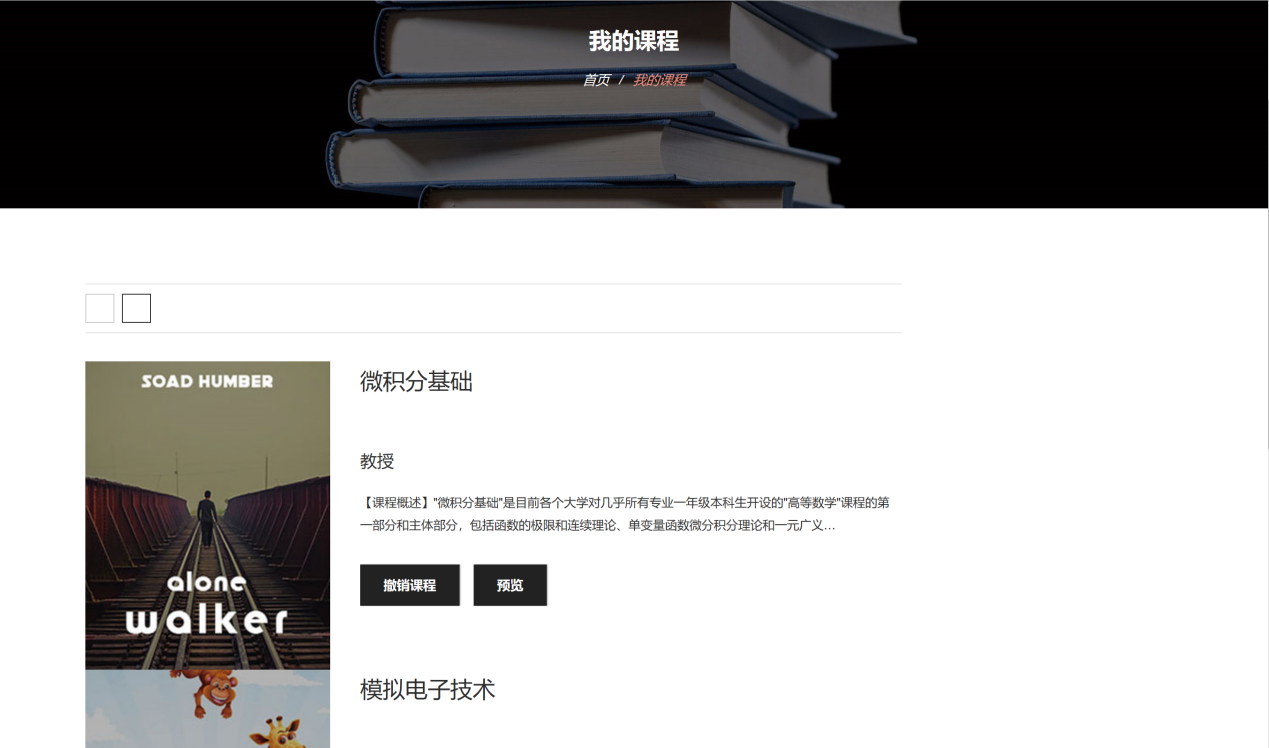 我的课程
首页 / 我的课程
SOAD HUMBER
alone
walker
微积分基础
教授
【课程概述】"微积分基础"是目前各个大学对几乎所有专业一年级本科生开设的"高等数学"课程的第
一部分和主体部分，包括函数的极限和连续理论、单变量函数微分积分理论和一元广义…
撤销课程 预览
模拟电子技术